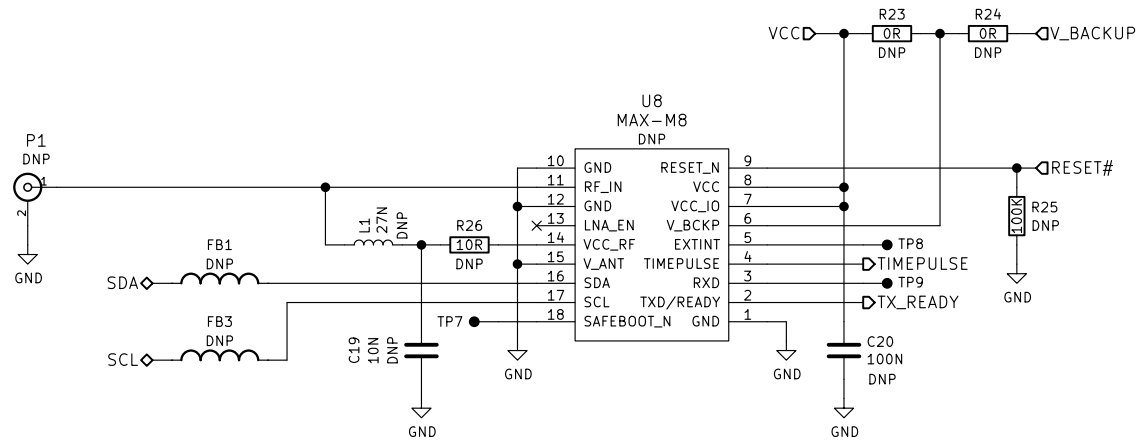 R23
0R
DNP
R24
0R
DNP
VCC
V_BACKUP
U8
MAX-M8
DNP
P1
DNP
1
2
GND
10 GND
11 RF_IN
12 GND
13 LNA_EN
14 VCC_RF
15 V_ANT
16 SDA
17 SCL
18 SAFEBOOT_N
RESET_N 9
VCC 8
VCC_IO 7
V_BCKP 6
EXTINT 5
TIMEPULSE 4
RXD 3
TXD/READY 2
GND 1
RESET#
100K
R25
DNP
GND
TP8
TIMEPULSE
TP9
TX_READY
L1
27N
DNP
R26
10R
DNP
FB1
DNP
SDA
FB3
DNP
SCL
TP7
C19
10N
DNP
GND
GND
GND
C20
100N
DNP
GND